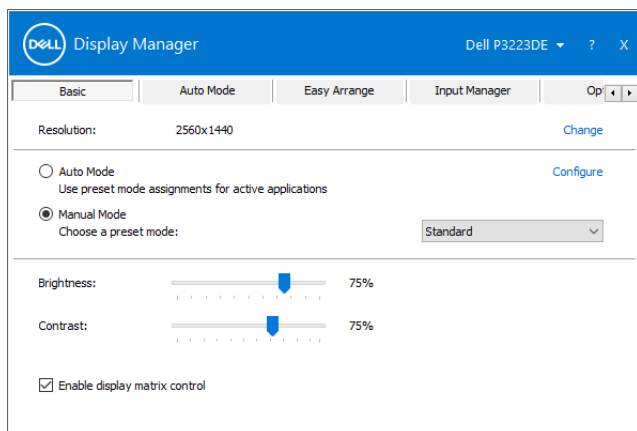 DELL Display Manager Dell P3223DE ? X
Basic Auto Mode Easy Arrange Input Manager Op
Resolution: 2560x1440 Change
Auto Mode Configure
Use preset mode assignments for active applications
Manual Mode
Choose a preset mode: Standard
Brightness: 75%
Contrast: 75%
Enable display matrix control